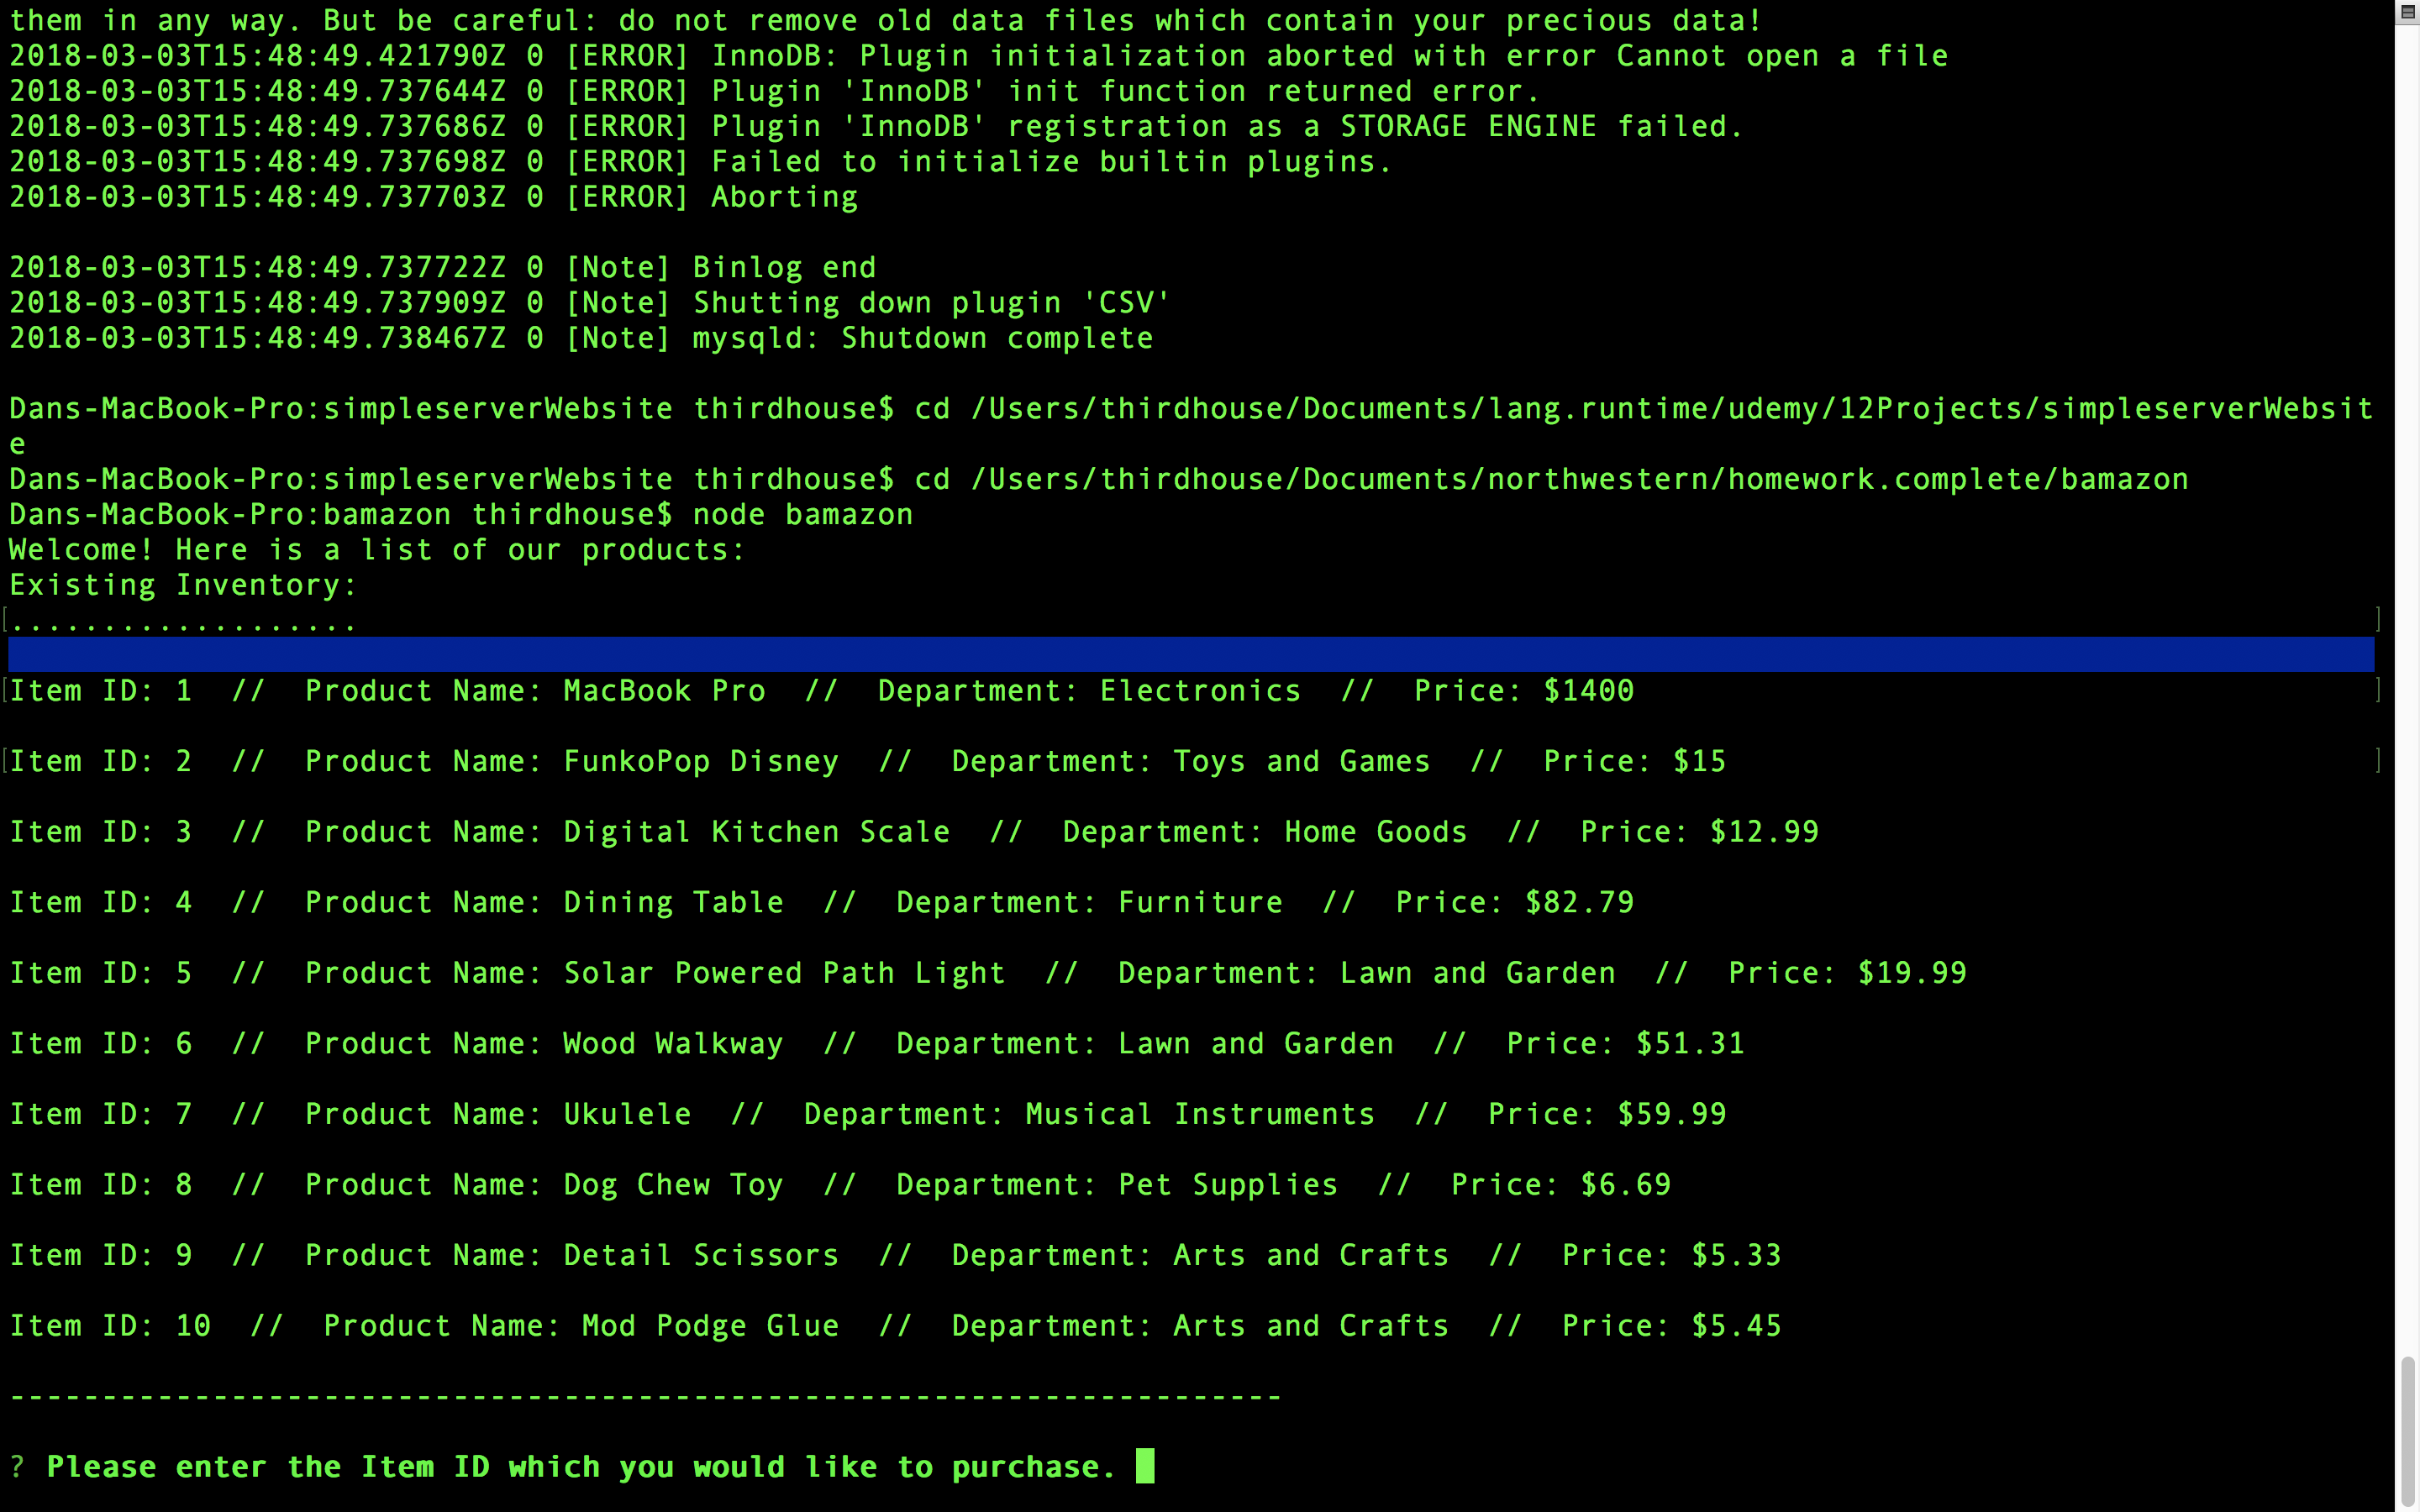 them in any way. But be careful: do not remove old data files which contain your precious data!
2018-03-03T15:48:49.421790Z 0 [ERROR] InnoDB: Plugin initialization aborted with error Cannot open a file
2018-03-03T15:48:49.737644Z 0 [ERROR] Plugin 'InnoDB' init function returned error.
2018-03-03T15:48:49.737686Z 0 [ERROR] Plugin 'InnoDB' registration as a STORAGE ENGINE failed.
2018-03-03T15:48:49.737698Z 0 [ERROR] Failed to initialize builtin plugins.
2018-03-03T15:48:49.737703Z 0 [ERROR] Aborting
2018-03-03T15:48:49.737722Z 0 [Note] Binlog end
2018-03-03T15:48:49.737909Z 0 [Note] Shutting down plugin 'CSV'
2018-03-03T15:48:49.738467Z 0 [Note] mysqld: Shutdown complete
Dans-MacBook-Pro:simpleserverWebsite thirdhouse$ cd /Users/thirdhouse/Documents/lang.runtime/udemy/12Projects/simpleserverWebsit
e
Dans-MacBook-Pro:simpleserverWebsite thirdhouse$ cd /Users/thirdhouse/Documents/northwestern/homework.complete/bamazon
Dans-MacBook-Pro:bamazon thirdhouse$ node bamazon
Welcome! Here is a list of our products:
Existing Inventory:
...................
Item ID: 1  //  Product Name: MacBook Pro  //  Department: Electronics  //  Price: $1400
Item ID: 2  //  Product Name: FunkoPop Disney  //  Department: Toys and Games  //  Price: $15
Item ID: 3  //  Product Name: Digital Kitchen Scale  //  Department: Home Goods  //  Price: $12.99
Item ID: 4  //  Product Name: Dining Table  //  Department: Furniture  //  Price: $82.79
Item ID: 5  //  Product Name: Solar Powered Path Light  //  Department: Lawn and Garden  //  Price: $19.99
Item ID: 6  //  Product Name: Wood Walkway  //  Department: Lawn and Garden  //  Price: $51.31
Item ID: 7  //  Product Name: Ukulele  //  Department: Musical Instruments  //  Price: $59.99
Item ID: 8  //  Product Name: Dog Chew Toy  //  Department: Pet Supplies  //  Price: $6.69
Item ID: 9  //  Product Name: Detail Scissors  //  Department: Arts and Crafts  //  Price: $5.33
Item ID: 10  //  Product Name: Mod Podge Glue  //  Department: Arts and Crafts  //  Price: $5.45
---------------------------------------------------------------------
? Please enter the Item ID which you would like to purchase.